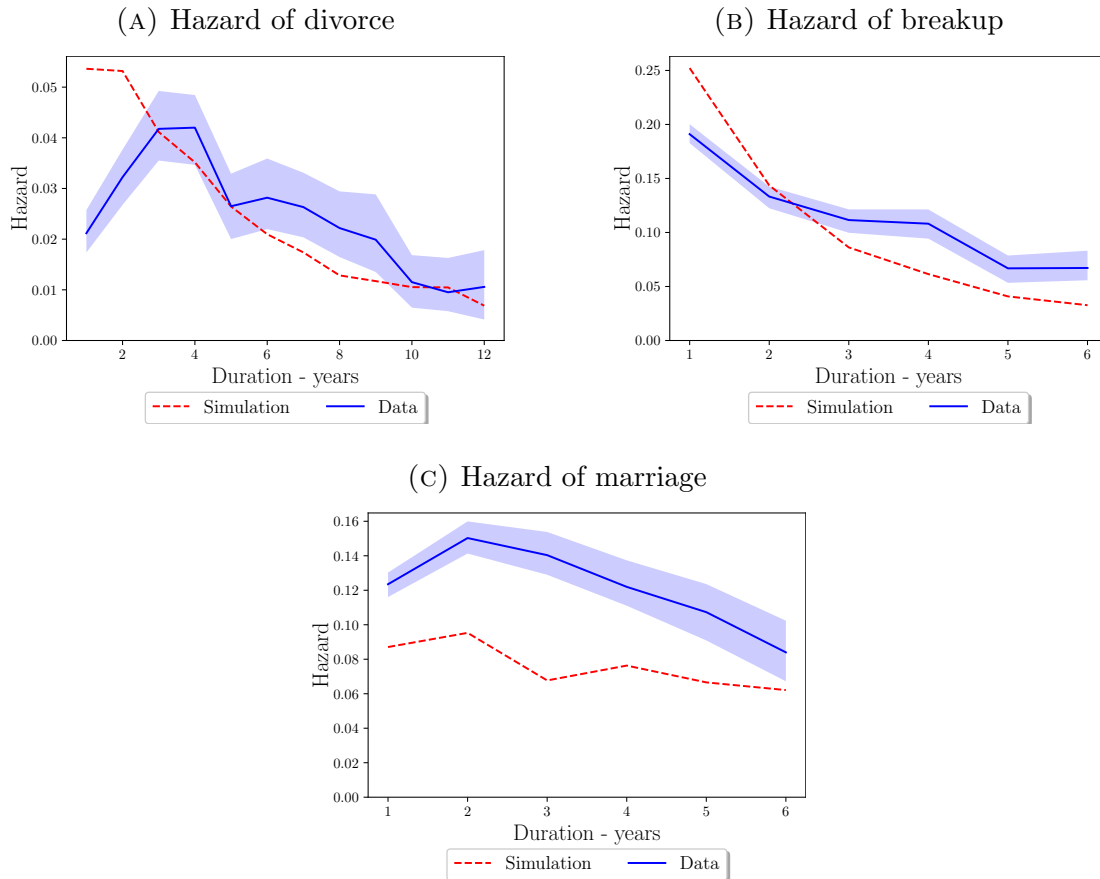 (A) Hazard of divorce
Hazard
0.05
0.04
0.03
0.02
0.01
0.00
2 4 6 8 10 12
Duration - years
Simulation Data
(B) Hazard of breakup
Hazard
0.25
0.20
0.15
0.10
0.05
0.00
1 2 3 4 5 6
Duration - years
Simulation Data
(C) Hazard of marriage
Hazard
0.16
0.14
0.12
0.10
0.08
0.06
0.04
0.02
0.00
1 2 3 4 5 6
Duration - years
Simulation Data